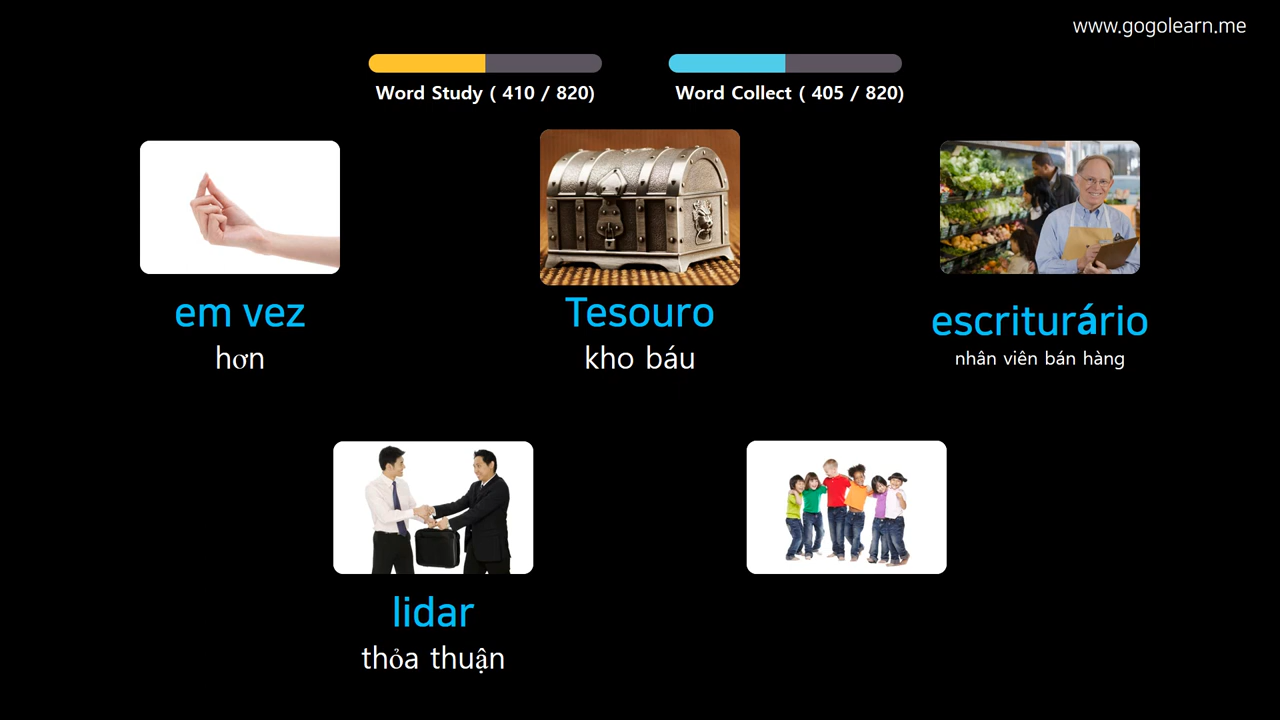 www.gogolearn.me
Word Study ( 410 / 820)
Word Collect ( 405 / 820)
em vez
hơn
Tesouro
kho báu
escriturário
nhân viên bán hàng
lidar
thỏa thuận